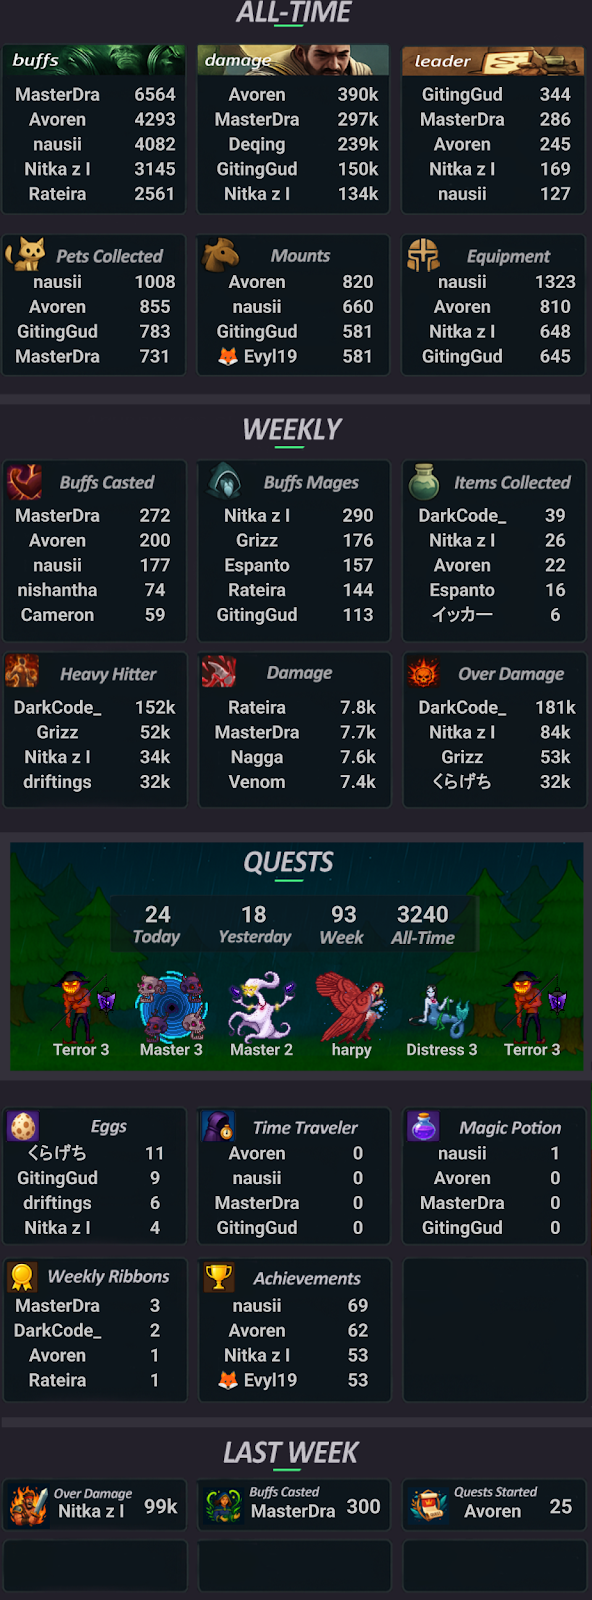 ALL-TIME
buffs
MasterDra 6564
Avoren 4293
nausii 4082
Nitka z I 3145
Rateira 2561
damage
Avoren 390k
MasterDra 297k
Deqing 239k
GitingGud 150k
Nitka z I 134k
leader
GitingGud 344
MasterDra 286
Avoren 245
Nitka z I 169
nausii 127
Pets Collected
nausii 1008
Avoren 855
GitingGud 783
MasterDra 731
Mounts
Avoren 820
nausii 660
GitingGud 581
🦊 Evyl19 581
Equipment
nausii 1323
Avoren 810
Nitka z I 648
GitingGud 645
WEEKLY
Buffs Casted
MasterDra 272
Avoren 200
nausii 177
nishantha 74
Cameron 59
Buffs Mages
Nitka z I 290
Grizz 176
Espanto 157
Rateira 144
GitingGud 113
Items Collected
DarkCode_ 39
Nitka z I 26
Avoren 22
Espanto 16
イッカー 6
Heavy Hitter
DarkCode_ 152k
Grizz 52k
Nitka z I 34k
driftings 32k
Damage
Rateira 7.8k
MasterDra 7.7k
Nagga 7.6k
Venom 7.4k
Over Damage
DarkCode_ 181k
Nitka z I 84k
Grizz 53k
くらげち 32k
QUESTS
24 18 93 3240
Today Yesterday Week All-Time
Terror 3 Master 3 Master 2 harpy Distress 3 Terror 3
Eggs
くらげち 11
GitingGud 9
driftings 6
Nitka z I 4
Time Traveler
Avoren 0
nausii 0
MasterDra 0
GitingGud 0
Magic Potion
nausii 1
Avoren 0
MasterDra 0
GitingGud 0
Weekly Ribbons
MasterDra 3
DarkCode_ 2
Avoren 1
Rateira 1
Achievements
nausii 69
Avoren 62
Nitka z I 53
🦊 Evyl19 53
LAST WEEK
Over Damage
Nitka z I 99k
Buffs Casted
MasterDra 300
Quests Started
Avoren 25